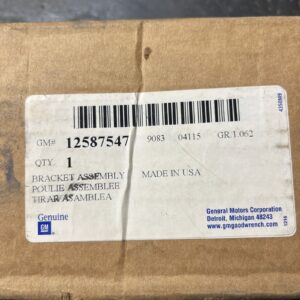 GM# 12587547 9083 04115 GR.1.062
QTY. 1
BRACKET ASSEMBLY MADE IN USA
POULIE ASSEMBLEE
ASAMBLEA
Genuine
GM
General Motors Corporation
Detroit, Michigan 48243
www.gmgoodwrench.com